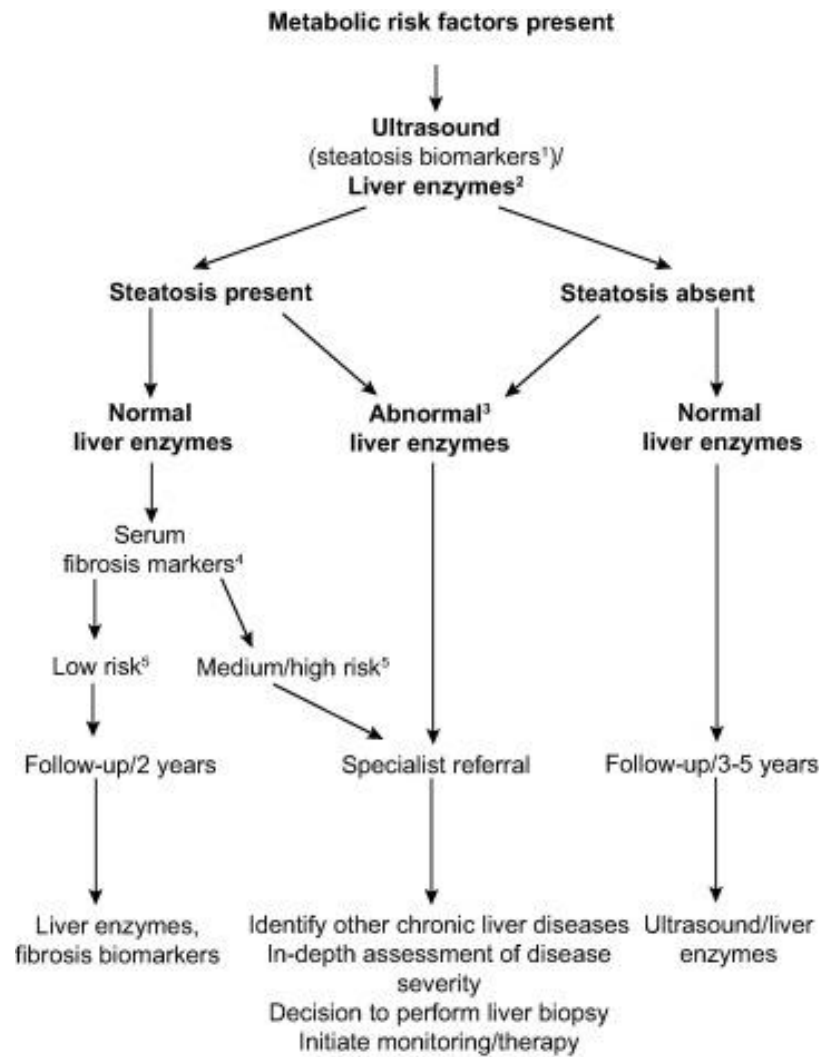 Metabolic risk factors present
Ultrasound
(steatosis biomarkers¹)/
Liver enzymes²
Steatosis present
Steatosis absent
Normal
liver enzymes
Abnormal³
liver enzymes
Normal
liver enzymes
Serum
fibrosis markers⁴
Low risk⁵
Medium/high risk⁵
Follow-up/2 years
Specialist referral
Follow-up/3-5 years
Liver enzymes,
fibrosis biomarkers
Identify other chronic liver diseases
In-depth assessment of disease
severity
Decision to perform liver biopsy
Initiate monitoring/therapy
Ultrasound/liver
enzymes